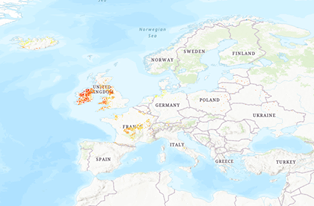 Norwegian
Sea
NORWAY
SWEDEN
FINLAND
UNITED
KINGDOM
GERMANY
POLAND
UKRAINE
FRANCE
SPAIN
ITALY
GREECE
TURKEY